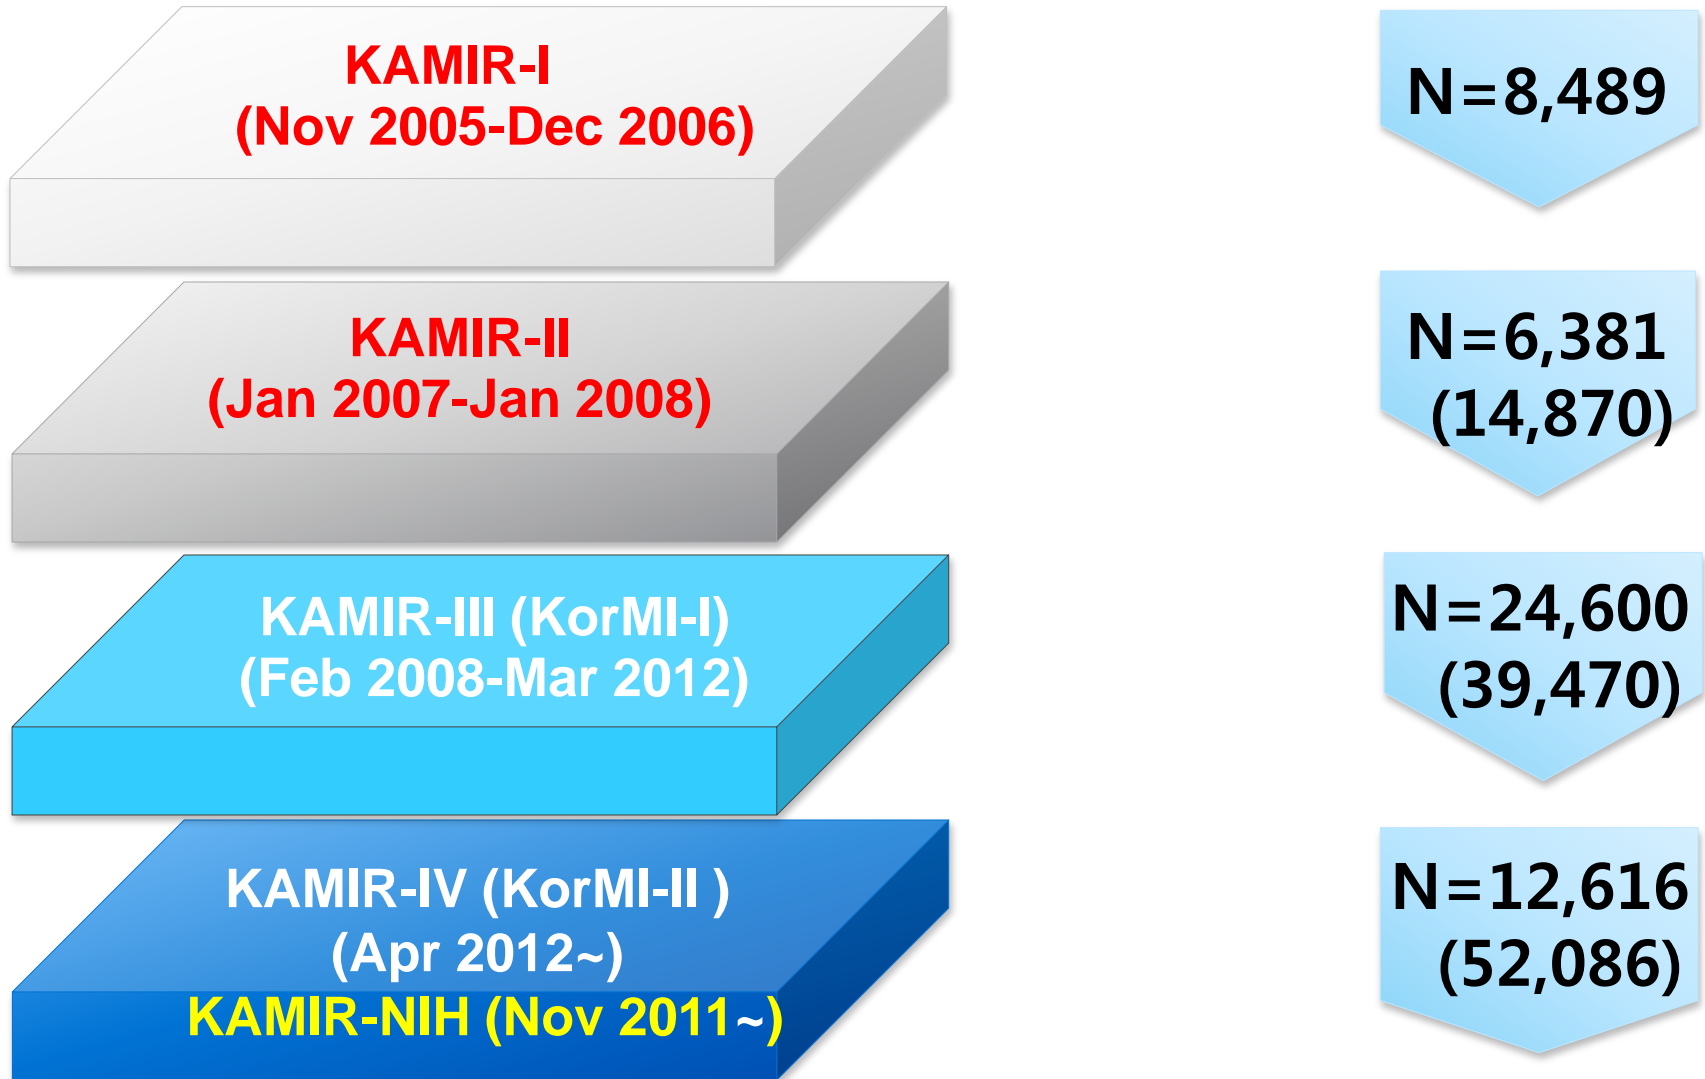 KAMIR-I
(Nov 2005-Dec 2006)
N=8,489
KAMIR-II
(Jan 2007-Jan 2008)
N=6,381
(14,870)
KAMIR-III (KorMI-I)
(Feb 2008-Mar 2012)
N=24,600
(39,470)
KAMIR-IV (KorMI-II )
(Apr 2012~)
KAMIR-NIH (Nov 2011~)
N=12,616
(52,086)